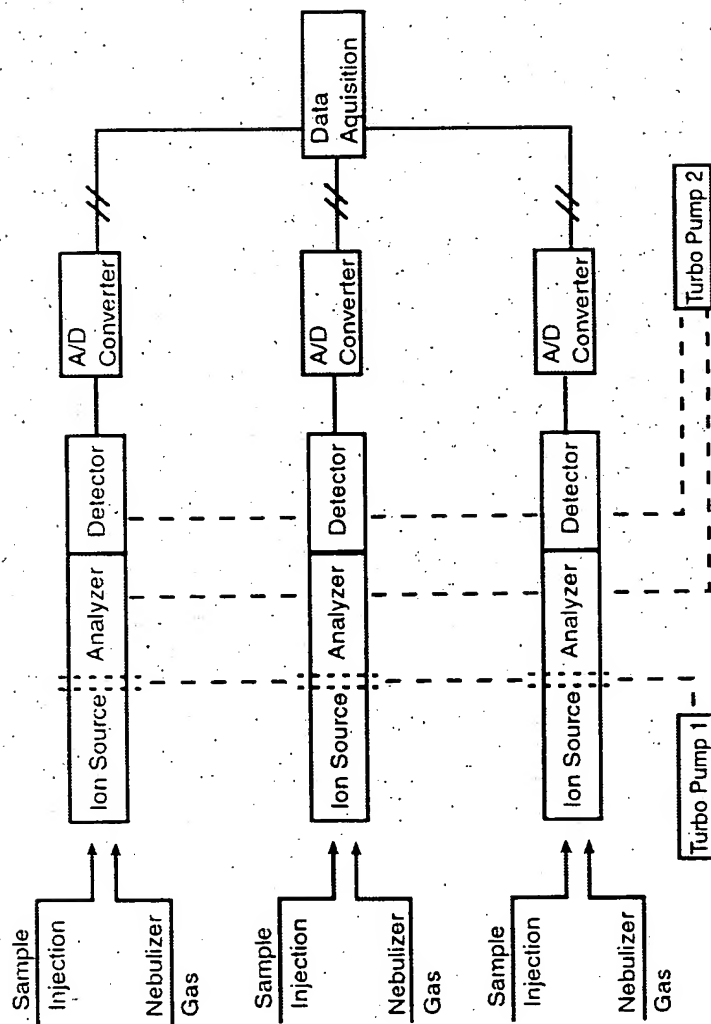 Sample
Injection
Nebulizer
Gas
Ion Source
Analyzer
Detector
A/D
Converter
Sample
Injection
Nebulizer
Gas
Ion Source
Analyzer
Detector
A/D
Converter
Data
Aquisition
Sample
Injection
Nebulizer
Gas
Ion Source
Analyzer
Detector
A/D
Converter
Turbo Pump 1
Turbo Pump 2